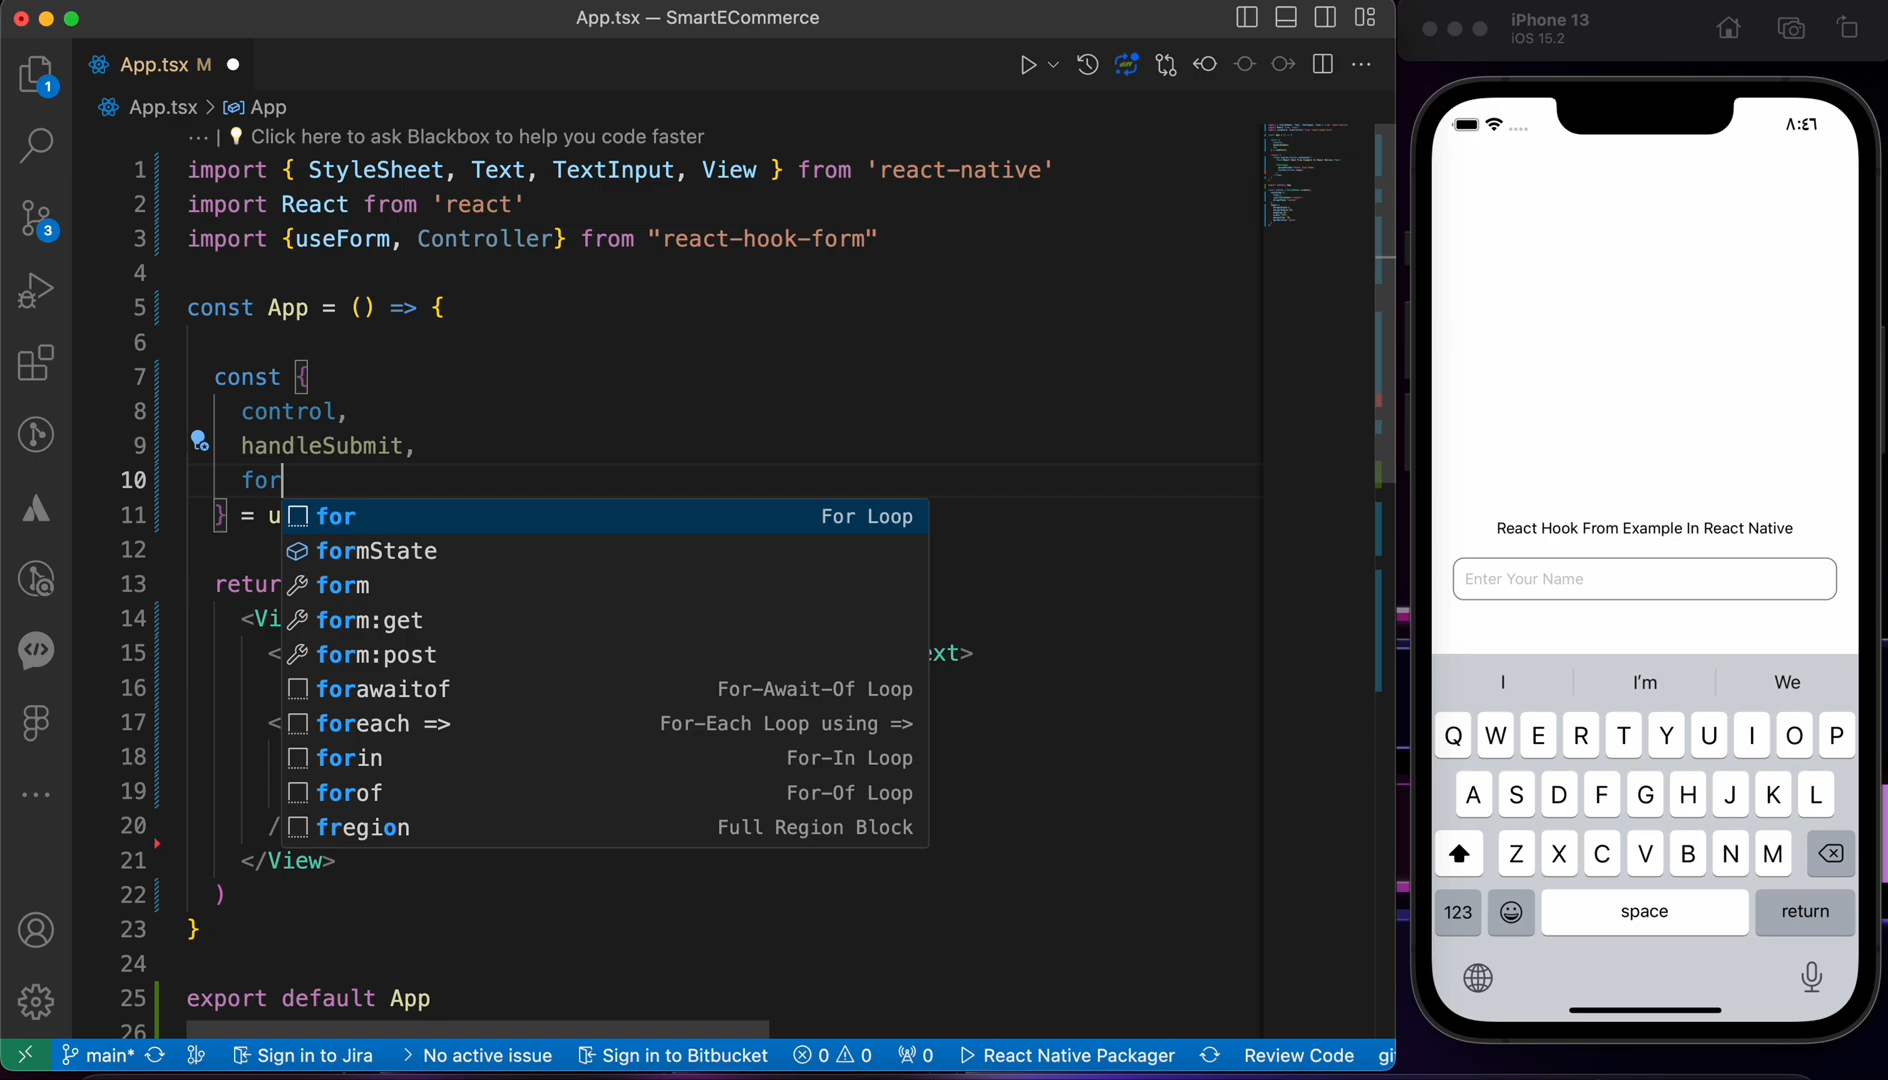 App.tsx — SmartECommerce
App.tsx M
App.tsx > App
... | Click here to ask Blackbox to help you code faster
1 import { StyleSheet, Text, TextInput, View } from 'react-native'
2 import React from 'react'
3 import {useForm, Controller} from "react-hook-form"
4
5 const App = () => {
6
7 const {
8 control,
9 handleSubmit,
10 for
11 } = u
12
13 retur
14 <Vi
15 < ext>
16
17 <
18
19
20 /
21 </View>
22 )
23 }
24
25 export default App
26
for For Loop
formState
form
form:get
form:post
forawaitof For-Await-Of Loop
foreach => For-Each Loop using =>
forin For-In Loop
forof For-Of Loop
fregion Full Region Block
1
3
main* Sign in to Jira > No active issue Sign in to Bitbucket 0 0 0 React Native Packager Review Code gi
iPhone 13
iOS 15.2
٨:٤٦
React Hook From Example In React Native
Enter Your Name
I I'm We
Q W E R T Y U I O P
A S D F G H J K L
Z X C V B N M
123 space return